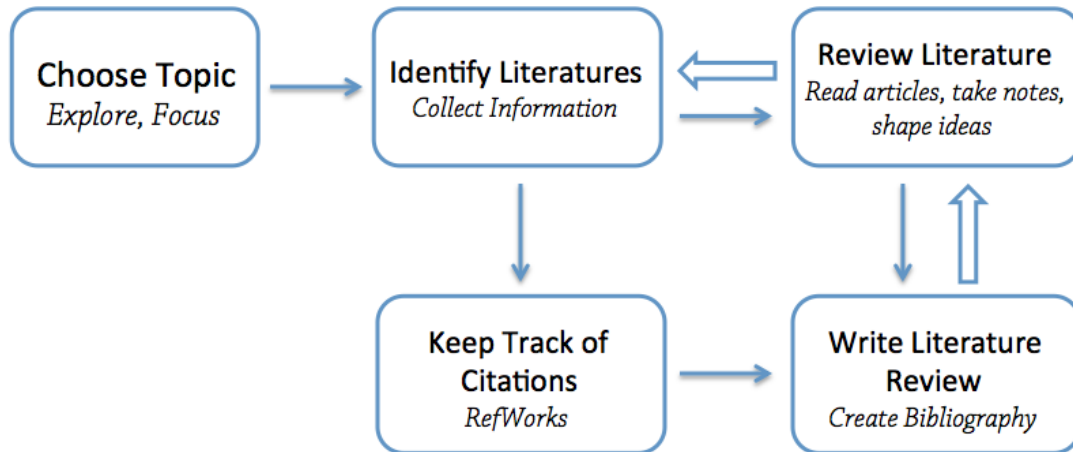 Choose Topic
Explore, Focus
Identify Literatures
Collect Information
Review Literature
Read articles, take notes,
shape ideas
Keep Track of
Citations
RefWorks
Write Literature
Review
Create Bibliography